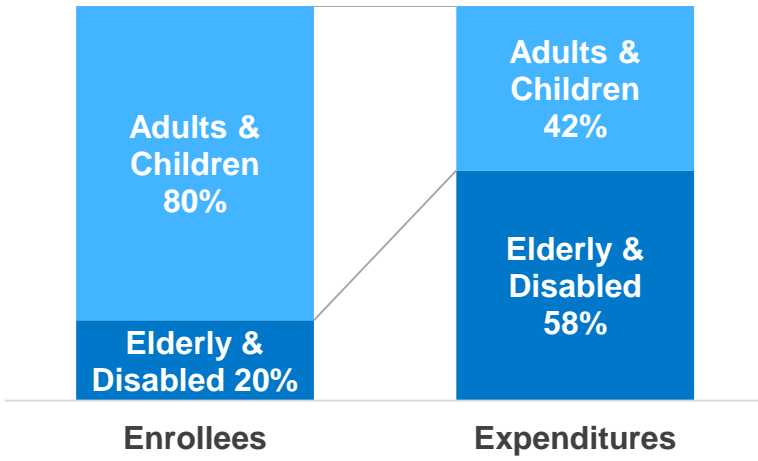 Adults &
Children
80%
Elderly &
Disabled 20%
Adults &
Children
42%
Elderly &
Disabled
58%
Enrollees
Expenditures